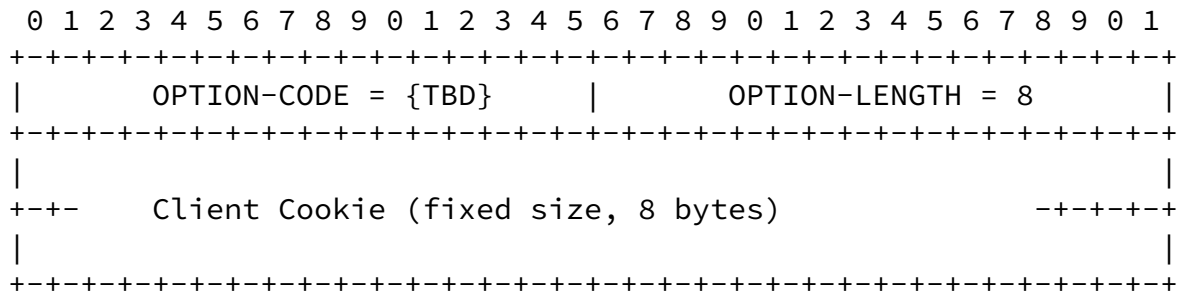 0 1 2 3 4 5 6 7 8 9 0 1 2 3 4 5 6 7 8 9 0 1 2 3 4 5 6 7 8 9 0 1
+-+-+-+-+-+-+-+-+-+-+-+-+-+-+-+-+-+-+-+-+-+-+-+-+-+-+-+-+-+-+-+-+
|       OPTION-CODE = {TBD}     |       OPTION-LENGTH = 8       |
+-+-+-+-+-+-+-+-+-+-+-+-+-+-+-+-+-+-+-+-+-+-+-+-+-+-+-+-+-+-+-+-+
|                                                               |
+-+-    Client Cookie (fixed size, 8 bytes)              -+-+-+-+
|                                                               |
+-+-+-+-+-+-+-+-+-+-+-+-+-+-+-+-+-+-+-+-+-+-+-+-+-+-+-+-+-+-+-+-+